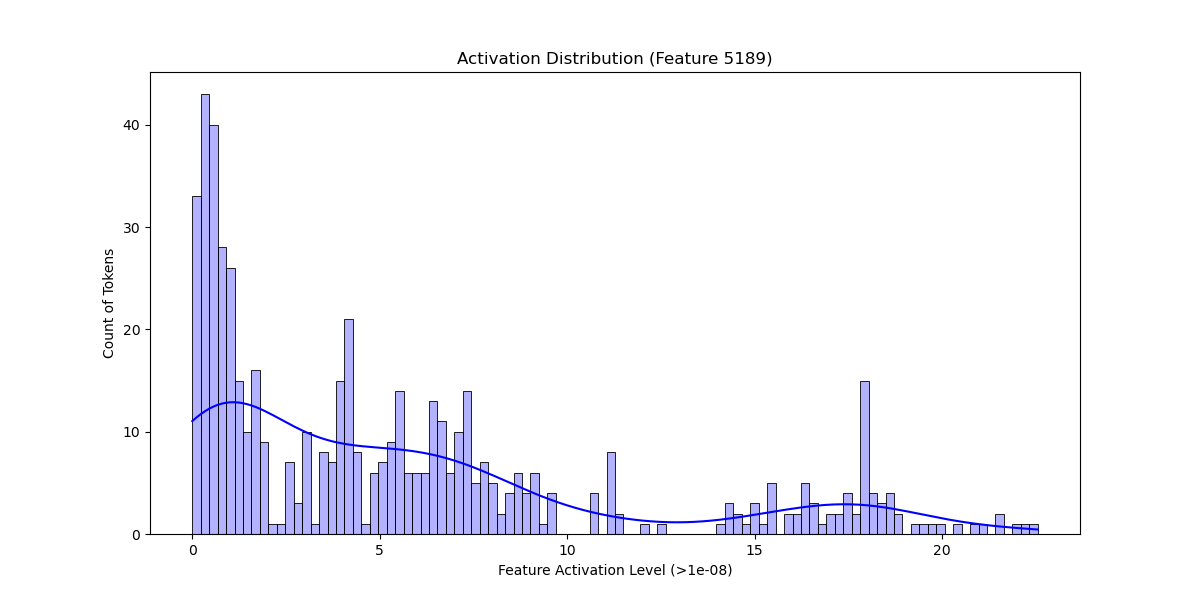 Activation Distribution (Feature 5189)
Count of Tokens
40
30
20
10
0
0 5 10 15 20
Feature Activation Level (>1e-08)